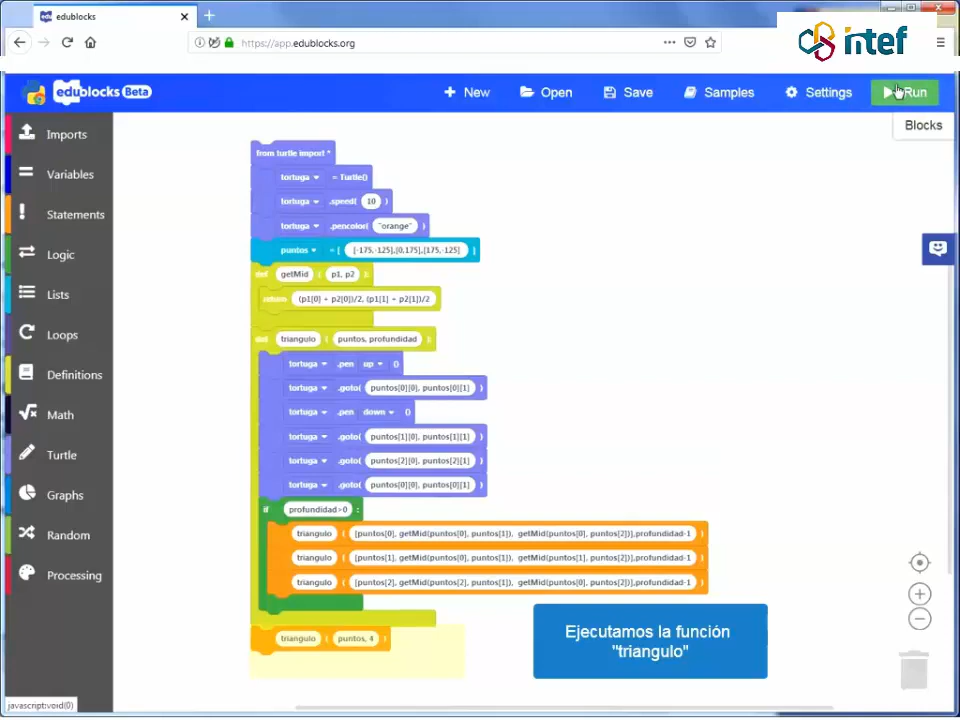 edublocks
https://app.edublocks.org
intef
edublocks Beta
New
Open
Save
Samples
Settings
Run
Blocks
Imports
Variables
Statements
Logic
Lists
Loops
Definitions
Math
Turtle
Graphs
Random
Processing
from turtle import *
tortuga = Turtle()
tortuga .speed( 10 )
tortuga .pencolor( "orange" )
puntos = [ [-175,-125],[0,175],[175,-125] ]
def getMid ( p1, p2 ):
return (p1[0] + p2[0])/2, (p1[1] + p2[1])/2
def triangulo ( puntos, profundidad ):
tortuga .pen up ()
tortuga .goto( puntos[0][0], puntos[0][1] )
tortuga .pen down ()
tortuga .goto( puntos[1][0], puntos[1][1] )
tortuga .goto( puntos[2][0], puntos[2][1] )
tortuga .goto( puntos[0][0], puntos[0][1] )
if profundidad>0 :
triangulo ( [puntos[0], getMid(puntos[0], puntos[1]), getMid(puntos[0], puntos[2])],profundidad-1 )
triangulo ( [puntos[1], getMid(puntos[0], puntos[1]), getMid(puntos[1], puntos[2])],profundidad-1 )
triangulo ( [puntos[2], getMid(puntos[2], puntos[1]), getMid(puntos[0], puntos[2])],profundidad-1 )
triangulo ( puntos, 4 )
Ejecutamos la función
"triangulo"
javascript:void(0)